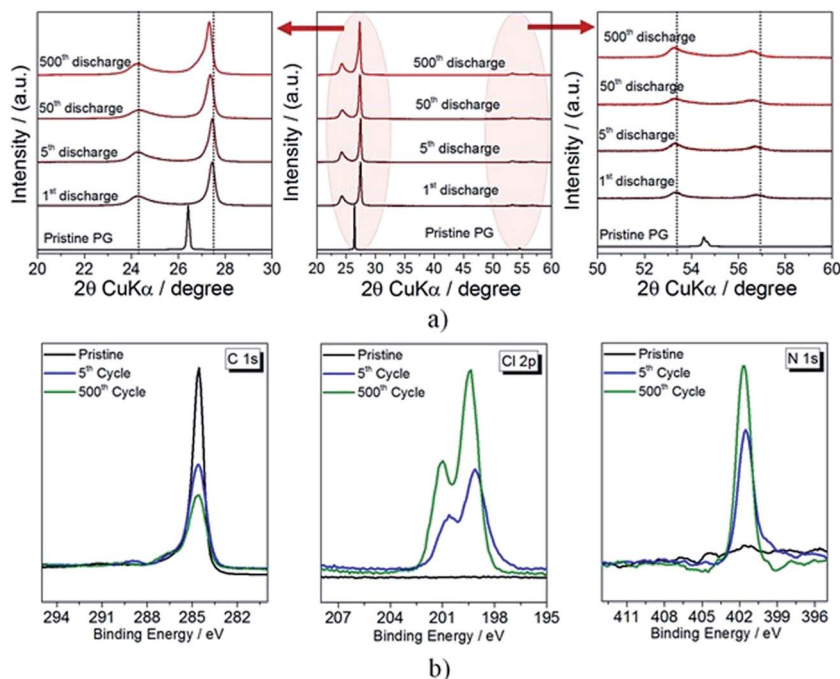 500th discharge
50th discharge
5th discharge
1st discharge
Pristine PG
Intensity / (a.u.)
20 22 24 26 28 30
2θ CuKα / degree
500th discharge
50th discharge
5th discharge
1st discharge
Pristine PG
Intensity / (a.u.)
20 25 30 35 40 45 50 55 60
2θ CuKα / degree
500th discharge
50th discharge
5th discharge
1st discharge
Pristine PG
Intensity / (a.u.)
50 52 54 56 58 60
2θ CuKα / degree
a)
Pristine
5th Cycle
500th Cycle
C 1s
294 291 288 285 282
Binding Energy / eV
Pristine
5th Cycle
500th Cycle
Cl 2p
207 204 201 198 195
Binding Energy / eV
Pristine
5th Cycle
500th Cycle
N 1s
411 408 405 402 399 396
Binding Energy / eV
b)